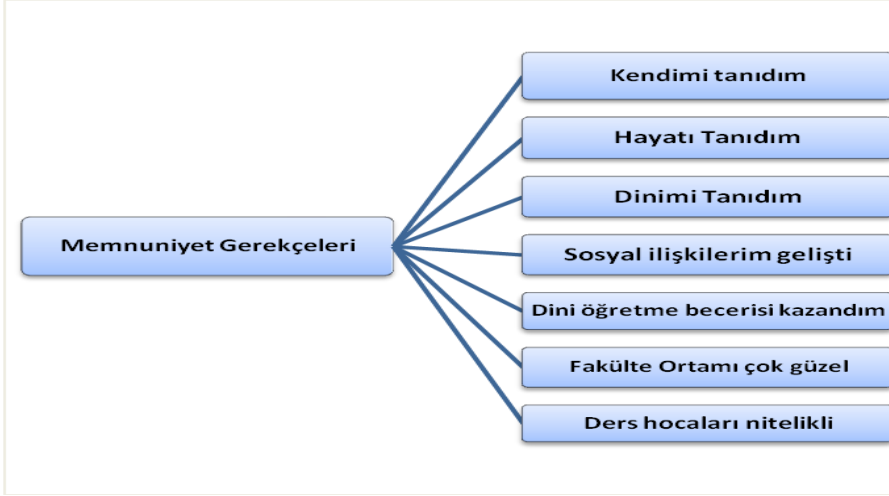 Kendimi tanıdım
Hayatı Tanıdım
Dinimi Tanıdım
Memnuniyet Gerekçeleri
Sosyal ilişkilerim gelişti
Dini öğretme becerisi kazandım
Fakülte Ortamı çok güzel
Ders hocaları nitelikli